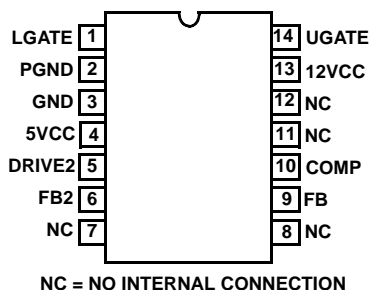 LGATE 1 14 UGATE
PGND 2 13 12VCC
GND 3 12 NC
5VCC 4 11 NC
DRIVE2 5 10 COMP
FB2 6 9 FB
NC 7 8 NC
NC = NO INTERNAL CONNECTION